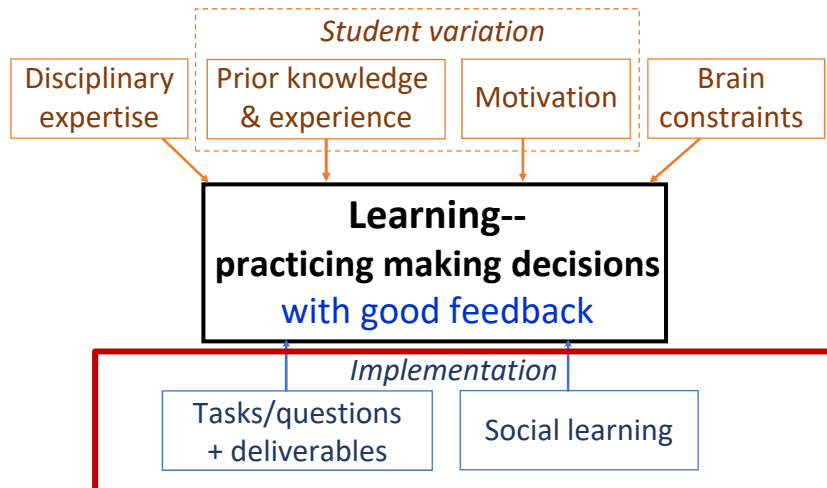 Student variation
Disciplinary
expertise
Prior knowledge
& experience
Motivation
Brain
constraints
Learning--
practicing making decisions
with good feedback
Implementation
Tasks/questions
+ deliverables
Social learning